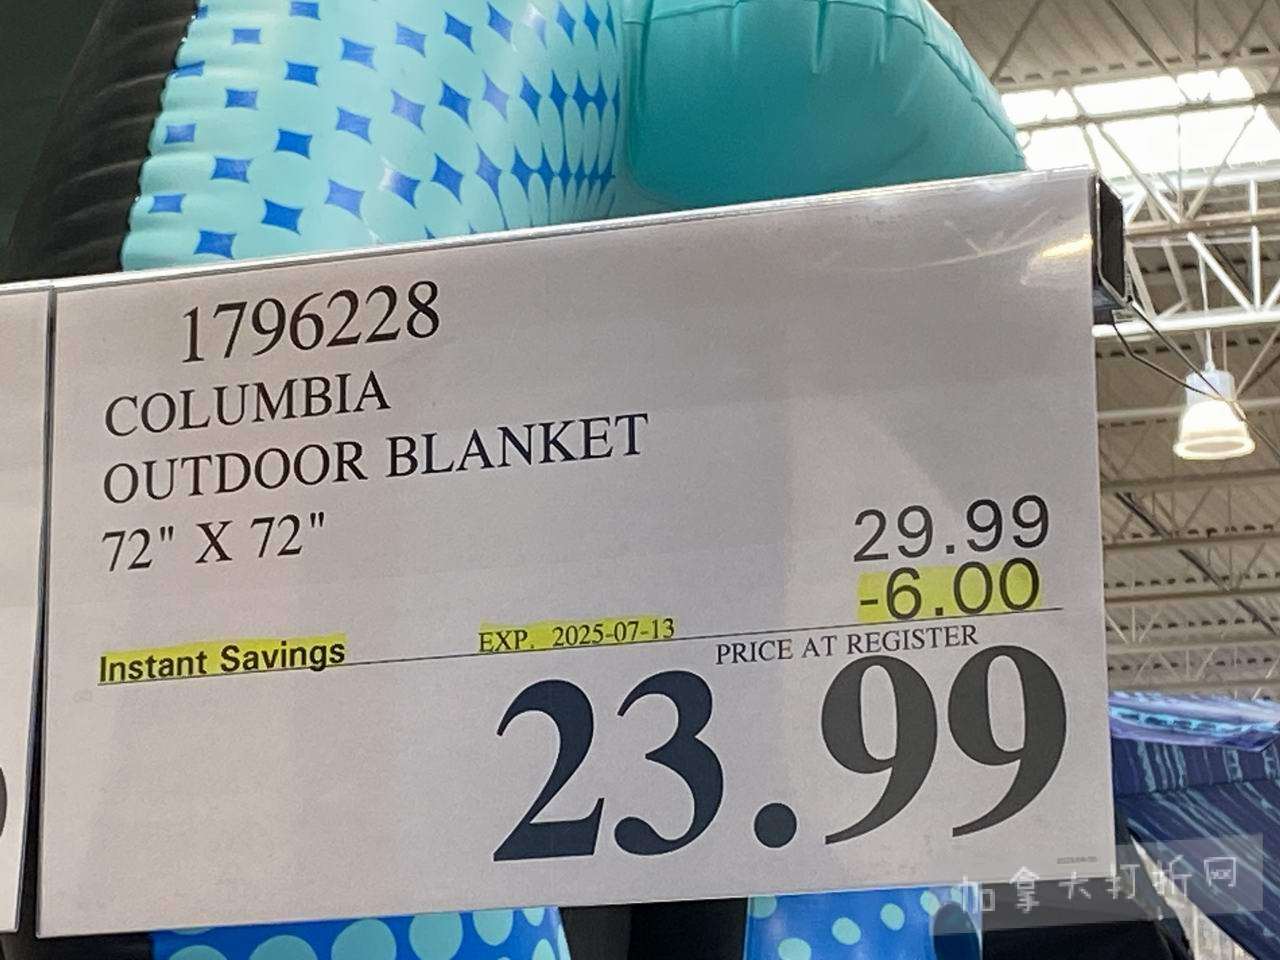 1796228
COLUMBIA
OUTDOOR BLANKET
72" X 72"
29.99
-6.00
Instant Savings
EXP. 2025-07-13
PRICE AT REGISTER
23.99
加拿大打折网